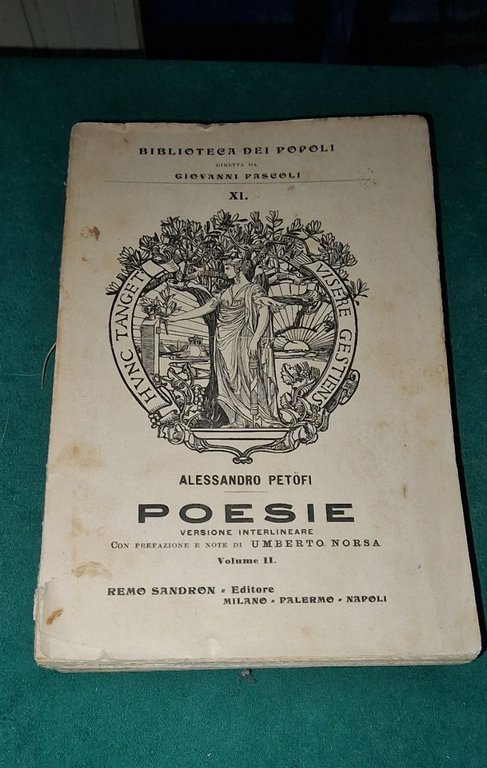 BIBLIOTECA DEI POPOLI
DIRETTA DA
GIOVANNI PASCOLI
XI.
HVNC TANGET
VISERE GESTIENS
ALESSANDRO PETÖFI
POESIE
VERSIONE INTERLINEARE
CON PREFAZIONE E NOTE DI UMBERTO NORSA
Volume II.
REMO SANDRON - Editore
MILANO - PALERMO - NAPOLI